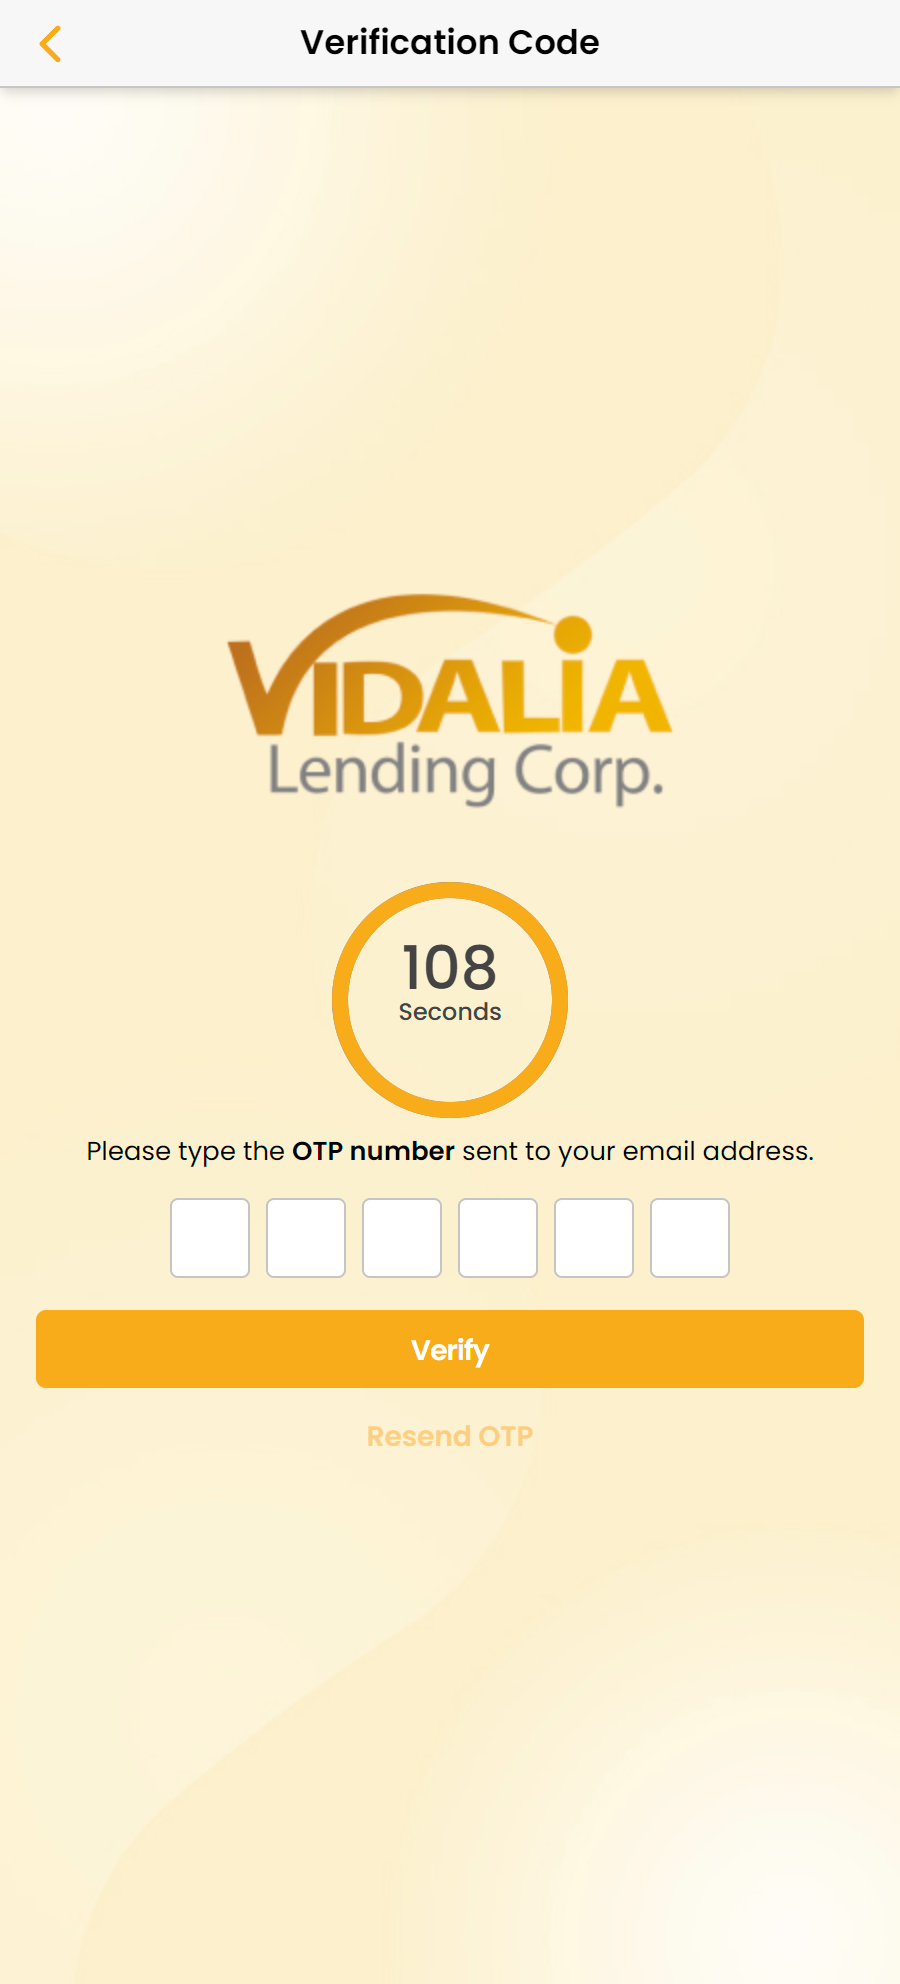 Verification Code
VIDALIA
Lending Corp.
108
Seconds
Please type the OTP number sent to your email address.
Verify
Resend OTP